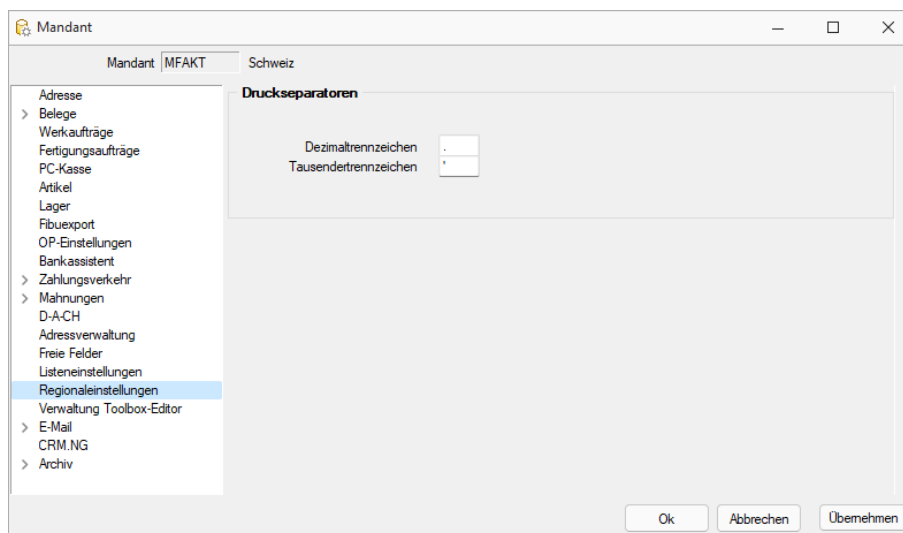 Mandant
Mandant MFAKT Schweiz
Adresse
Belege
Werkaufträge
Fertigungsaufträge
PC-Kasse
Artikel
Lager
Fibuexport
OP-Einstellungen
Bankassistent
Zahlungsverkehr
Mahnungen
D-A-CH
Adressverwaltung
Freie Felder
Listeneinstellungen
Regionaleinstellungen
Verwaltung Toolbox-Editor
E-Mail
CRM.NG
Archiv
Druckseparatoren
Dezimaltrennzeichen .
Tausendertrennzeichen '
Ok Abbrechen Übernehmen